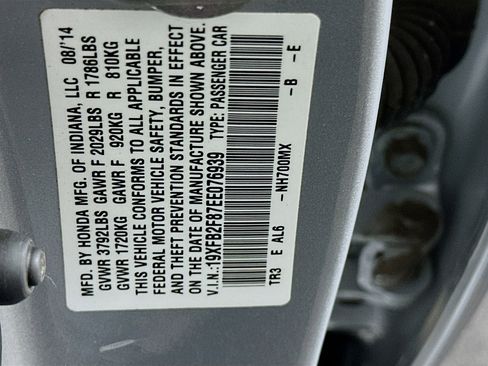 MFD. BY HONDA MFG. OF INDIANA, LLC 08/'14
GVWR 3792LBS GAWR F 2029LBS R 1786LBS
GVWR 1720KG GAWR F 920KG R 810KG
THIS VEHICLE CONFORMS TO ALL APPLICABLE
FEDERAL MOTOR VEHICLE SAFETY, BUMPER,
AND THEFT PREVENTION STANDARDS IN EFFECT
ON THE DATE OF MANUFACTURE SHOWN ABOVE.
V.I.N.:19XFB2F87EE076939 TYPE: PASSENGER CAR
TR3 E AL6 -NH700MX -B -E